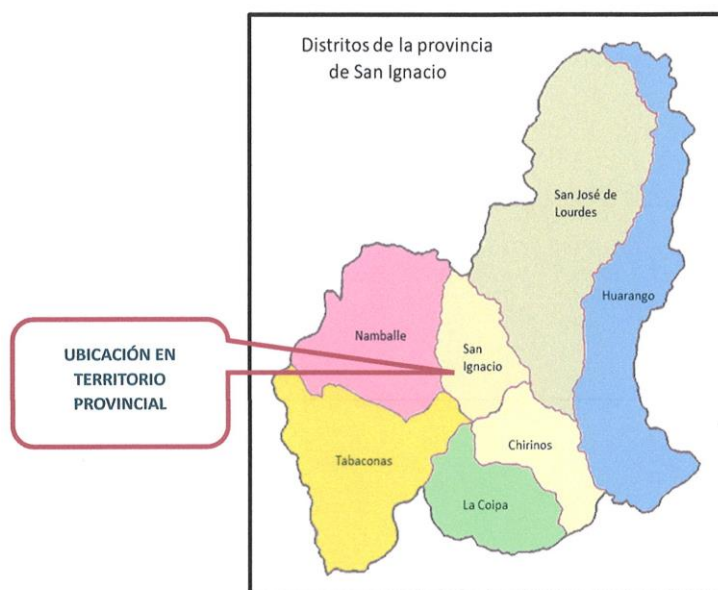 Distritos de la provincia
de San Ignacio
San José de
Lourdes
Huarango
Namballe
San
Ignacio
UBICACIÓN EN
TERRITORIO
PROVINCIAL
Chirinos
Tabaconas
La Coipa